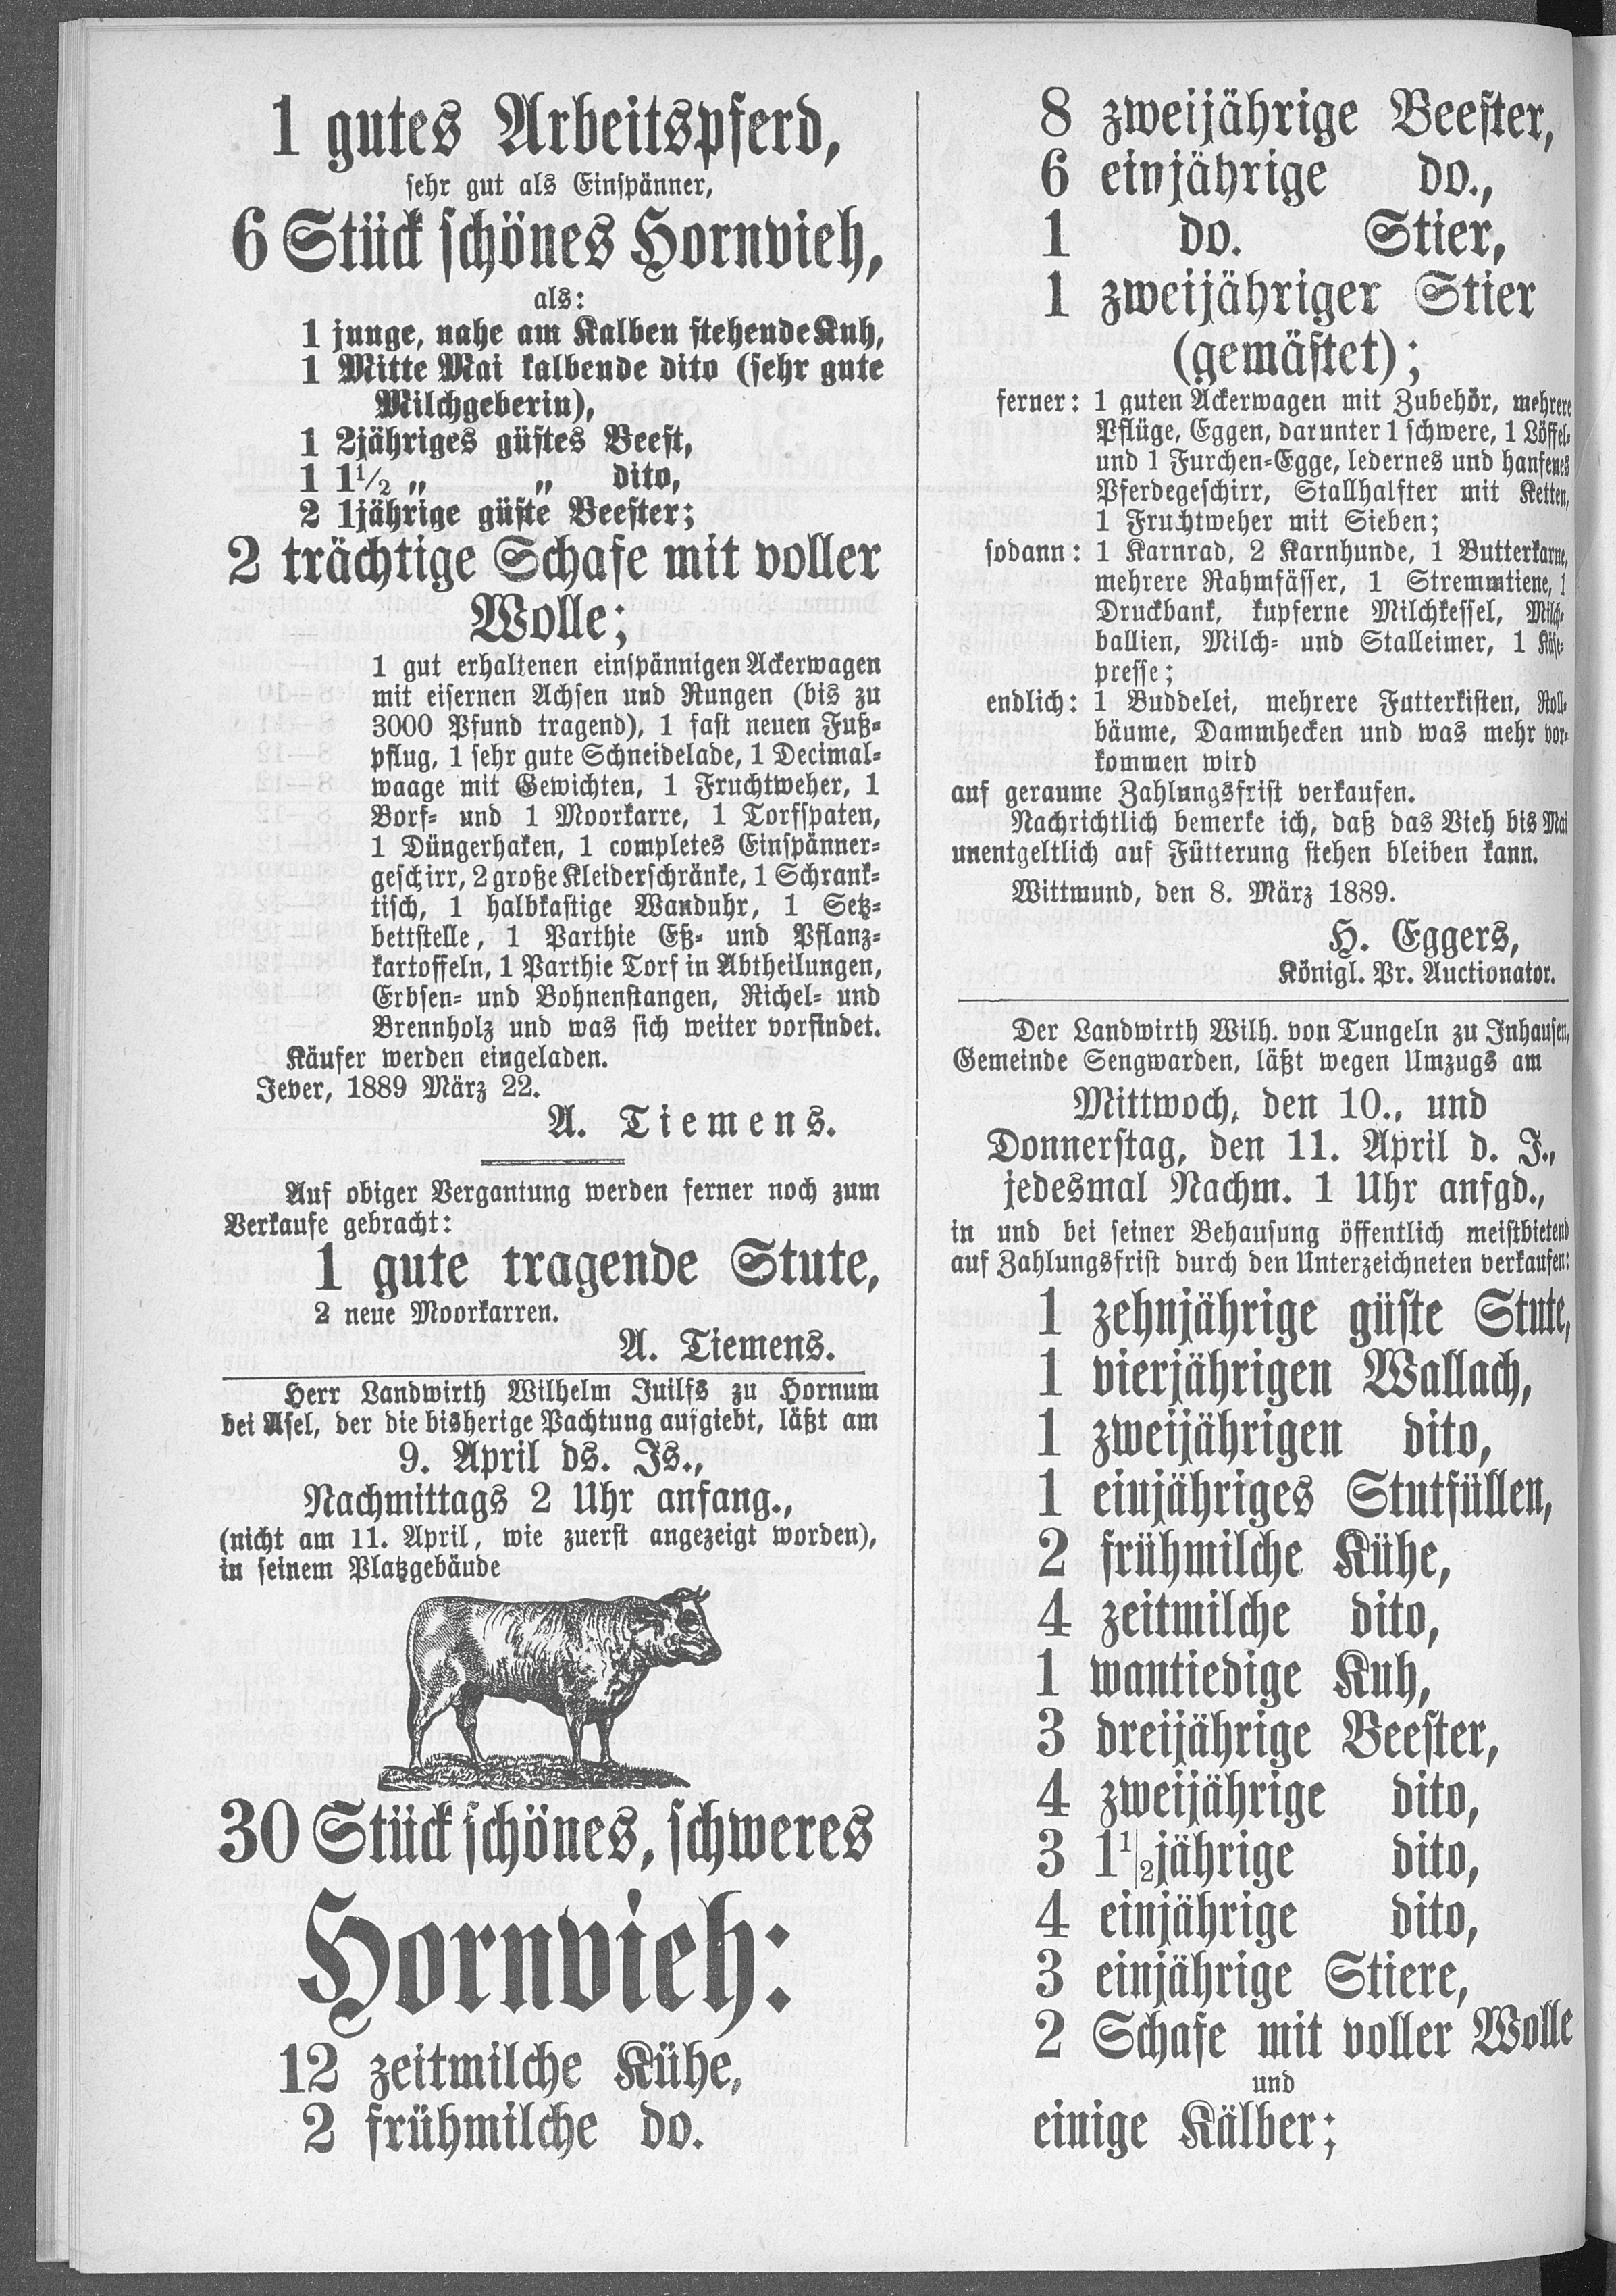 1 gutes Arbeitspferd,
sehr gut als Einspänner,
6 Stück schönes Hornvieh,
als:
1 junge, nahe am Kalben stehende Kuh,
1 Mitte Mai kalbende dito (sehr gute
Milchgeberin),
1 2jähriges güstes Beest,
1 1½ „ „ dito,
2 1jährige güste Beester;
2 trächtige Schafe mit voller
Wolle;
1 gut erhaltenen einspännigen Ackerwagen
mit eisernen Achsen und Rungen (bis zu
3000 Pfund tragend), 1 fast neuen Fuß-
pflug, 1 sehr gute Schneidelade, 1 Decimal-
waage mit Gewichten, 1 Fruchtweher, 1
Borf- und 1 Moorkarre, 1 Torfspaten,
1 Düngerhaken, 1 completes Einspänner-
geschirr, 2 große Kleiderschränke, 1 Schrank-
tisch, 1 halbkastige Wanduhr, 1 Setz-
bettstelle, 1 Parthie Eß- und Pflanz-
kartoffeln, 1 Parthie Torf in Abtheilungen,
Erbsen- und Bohnenstangen, Richel- und
Brennholz und was sich weiter vorfindet.
Käufer werden eingeladen.
Jever, 1889 März 22.
A. Tiemens.
Auf obiger Vergantung werden ferner noch zum
Verkaufe gebracht:
1 gute tragende Stute,
2 neue Moorkarren.
A. Tiemens.
Herr Landwirth Wilhelm Juilfs zu Hornum
bei Asel, der die bisherige Pachtung aufgiebt, läßt am
9. April ds. Js.,
Nachmittags 2 Uhr anfang.,
(nicht am 11. April, wie zuerst angezeigt worden),
in seinem Platzgebäude
30 Stück schönes, schweres
Hornvieh:
12 zeitmilche Kühe,
2 frühmilche do.
8 zweijährige Beester,
6 einjährige do.,
1 do. Stier,
1 zweijähriger Stier
(gemästet);
ferner: 1 guten Ackerwagen mit Zubehör, mehrere
Pflüge, Eggen, darunter 1 schwere, 1 Löffel-
und 1 Furchen-Egge, ledernes und hanfenes
Pferdegeschirr, Stallhalfter mit Ketten,
1 Fruchtweher mit Sieben;
sodann: 1 Karnrad, 2 Karnhunde, 1 Butterkarne,
mehrere Rahmfässer, 1 Stremmtiene, 1
Druckbank, kupferne Milchkessel, Milch-
ballien, Milch- und Stalleimer, 1 Käse-
presse;
endlich: 1 Buddelei, mehrere Futterkisten, Roll-
bäume, Dammhecken und was mehr vor-
kommen wird
auf geraume Zahlungsfrist verkaufen.
Nachrichtlich bemerke ich, daß das Vieh bis Mai
unentgeltlich auf Fütterung stehen bleiben kann.
Wittmund, den 8. März 1889.
H. Eggers,
Königl. Pr. Auctionator.
Der Landwirth Wilh. von Tungeln zu Inhausen,
Gemeinde Sengwarden, läßt wegen Umzugs am
Mittwoch, den 10., und
Donnerstag, den 11. April d. J.,
jedesmal Nachm. 1 Uhr anfgd.,
in und bei seiner Behausung öffentlich meistbietend
auf Zahlungsfrist durch den Unterzeichneten verkaufen:
1 zehnjährige güste Stute,
1 vierjährigen Wallach,
1 zweijährigen dito,
1 einjähriges Stutfüllen,
2 frühmilche Kühe,
4 zeitmilche dito,
1 wantiedige Kuh,
3 dreijährige Beester,
4 zweijährige dito,
3 1½jährige dito,
4 einjährige dito,
3 einjährige Stiere,
2 Schafe mit voller Wolle
und
einige Kälber;